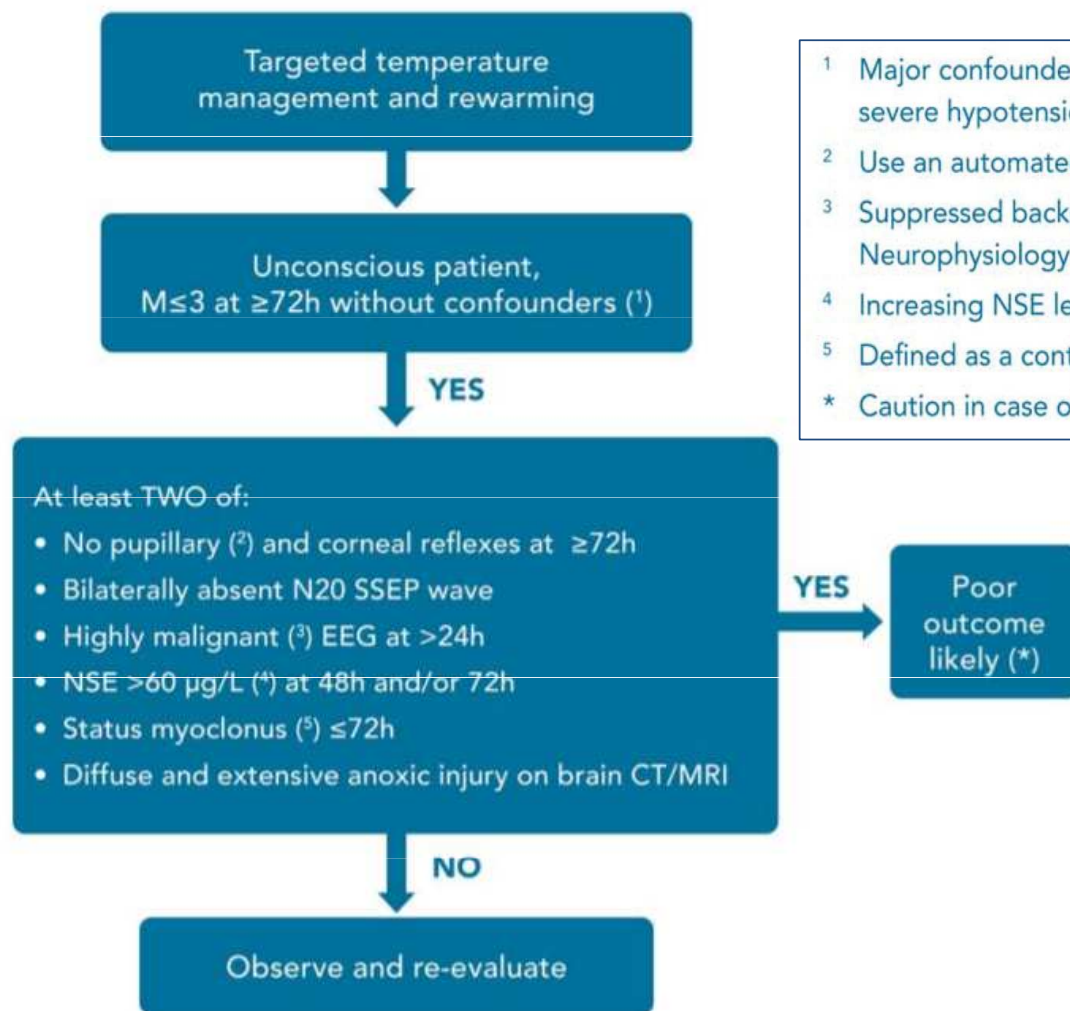 Targeted temperature
management and rewarming
Unconscious patient,
M≤3 at ≥72h without confounders (¹)
YES
At least TWO of:
• No pupillary (²) and corneal reflexes at ≥72h
• Bilaterally absent N20 SSEP wave
• Highly malignant (³) EEG at >24h
• NSE >60 µg/L (⁴) at 48h and/or 72h
• Status myoclonus (⁵) ≤72h
• Diffuse and extensive anoxic injury on brain CT/MRI
YES
Poor
outcome
likely (*)
NO
Observe and re-evaluate
¹ Major confounde
severe hypotensi
² Use an automate
³ Suppressed back
Neurophysiology
⁴ Increasing NSE le
⁵ Defined as a cont
* Caution in case o